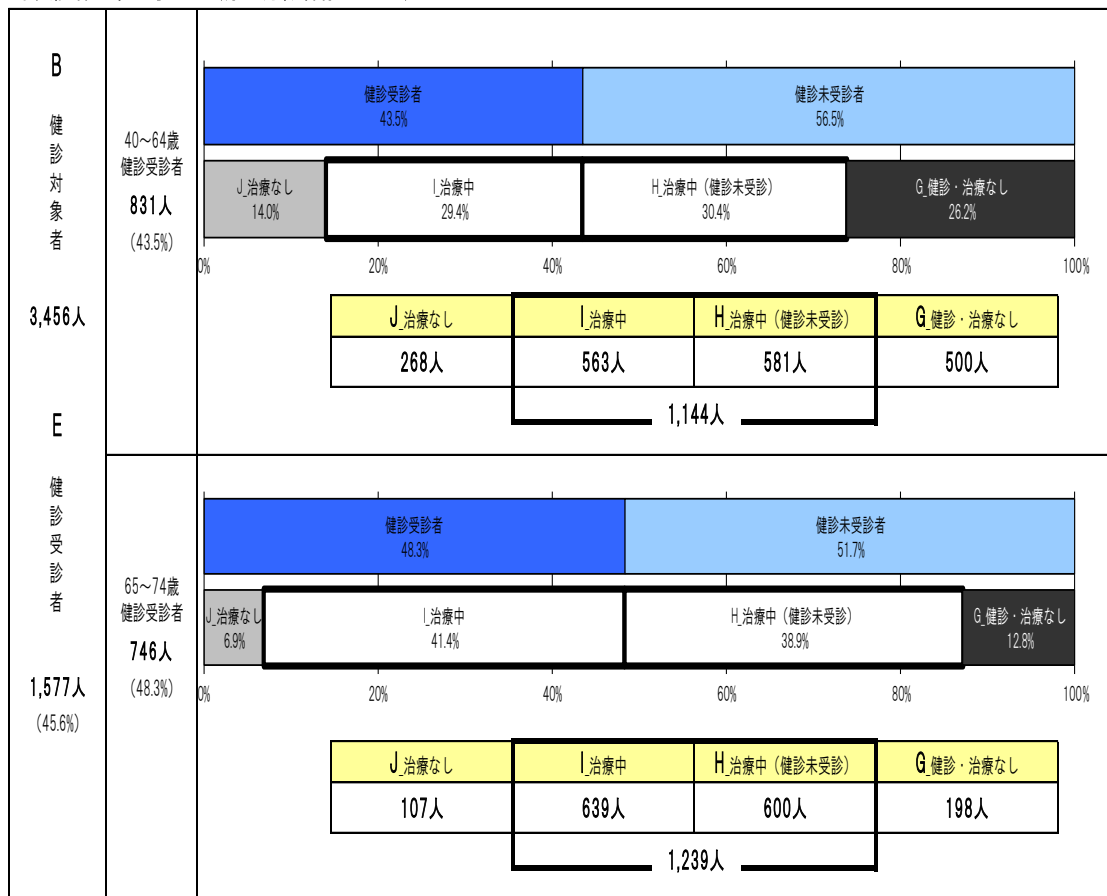 B
健
診
対
象
者
3,456人
E
健
診
受
診
者
1,577人
(45.6%)
40～64歳
健診受診者
831人
(43.5%)
健診受診者
43.5%
健診未受診者
56.5%
J_治療なし
14.0%
I_治療中
29.4%
H_治療中（健診未受診）
30.4%
G_健診・治療なし
26.2%
0% 20% 40% 60% 80% 100%
J_治療なし I_治療中 H_治療中（健診未受診） G_健診・治療なし
268人 563人 581人 500人
1,144人
65～74歳
健診受診者
746人
(48.3%)
健診受診者
48.3%
健診未受診者
51.7%
J_治療なし
6.9%
I_治療中
41.4%
H_治療中（健診未受診）
38.9%
G_健診・治療なし
12.8%
0% 20% 40% 60% 80% 100%
J_治療なし I_治療中 H_治療中（健診未受診） G_健診・治療なし
107人 639人 600人 198人
1,239人